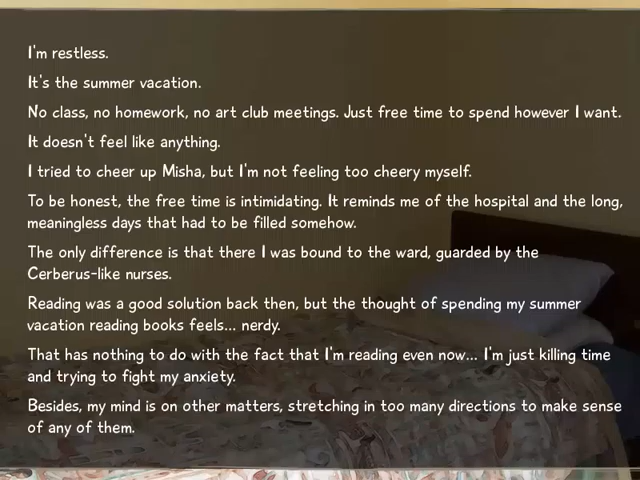 I'm restless.
It's the summer vacation.
No class, no homework, no art club meetings. Just free time to spend however I want.
It doesn't feel like anything.
I tried to cheer up Misha, but I'm not feeling too cheery myself.
To be honest, the free time is intimidating. It reminds me of the hospital and the long,
meaningless days that had to be filled somehow.
The only difference is that there I was bound to the ward, guarded by the
Cerberus-like nurses.
Reading was a good solution back then, but the thought of spending my summer
vacation reading books feels... nerdy.
That has nothing to do with the fact that I'm reading even now... I'm just killing time
and trying to fight my anxiety.
Besides, my mind is on other matters, stretching in too many directions to make sense
of any of them.